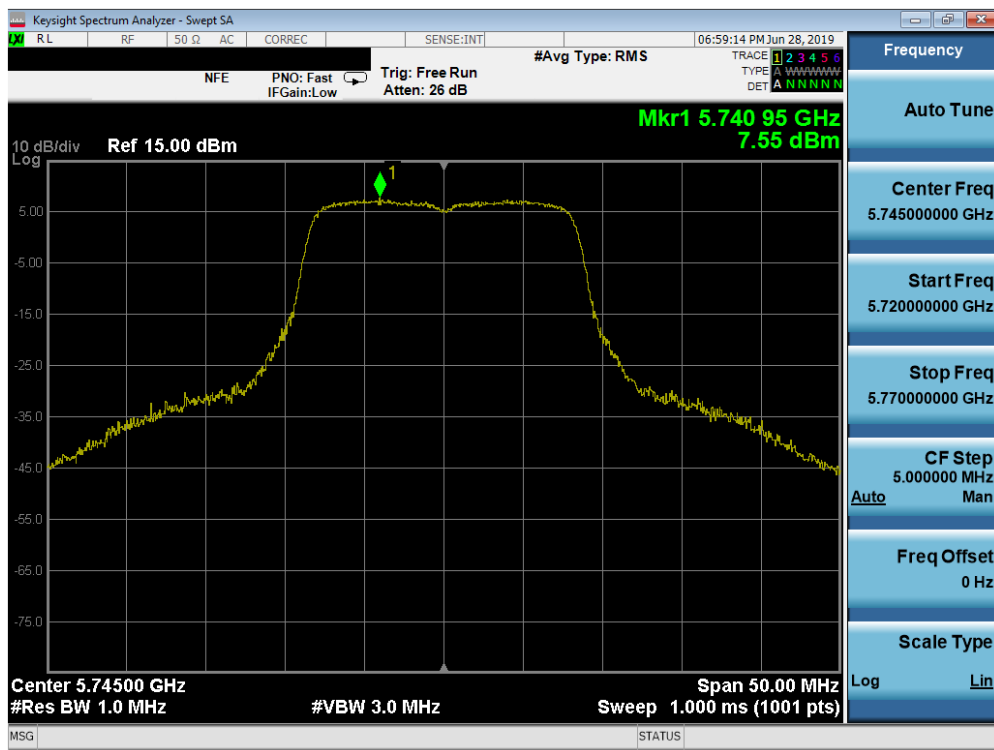 Keysight Spectrum Analyzer - Swept SA
LXI RL RF 50 Ω AC CORREC SENSE:INT 06:59:14 PM Jun 28, 2019
NFE PNO: Fast Trig: Free Run #Avg Type: RMS TRACE 1 2 3 4 5 6
IFGain:Low Atten: 26 dB TYPE A WWWWW
DET A N N N N N
Mkr1 5.740 95 GHz
7.55 dBm
10 dB/div Ref 15.00 dBm
Log
1
5.00
-5.00
-15.0
-25.0
-35.0
-45.0
-55.0
-65.0
-75.0
Center 5.74500 GHz Span 50.00 MHz
#Res BW 1.0 MHz #VBW 3.0 MHz Sweep 1.000 ms (1001 pts)
MSG STATUS
Frequency
Auto Tune
Center Freq
5.745000000 GHz
Start Freq
5.720000000 GHz
Stop Freq
5.770000000 GHz
CF Step
5.000000 MHz
Auto Man
Freq Offset
0 Hz
Scale Type
Log Lin